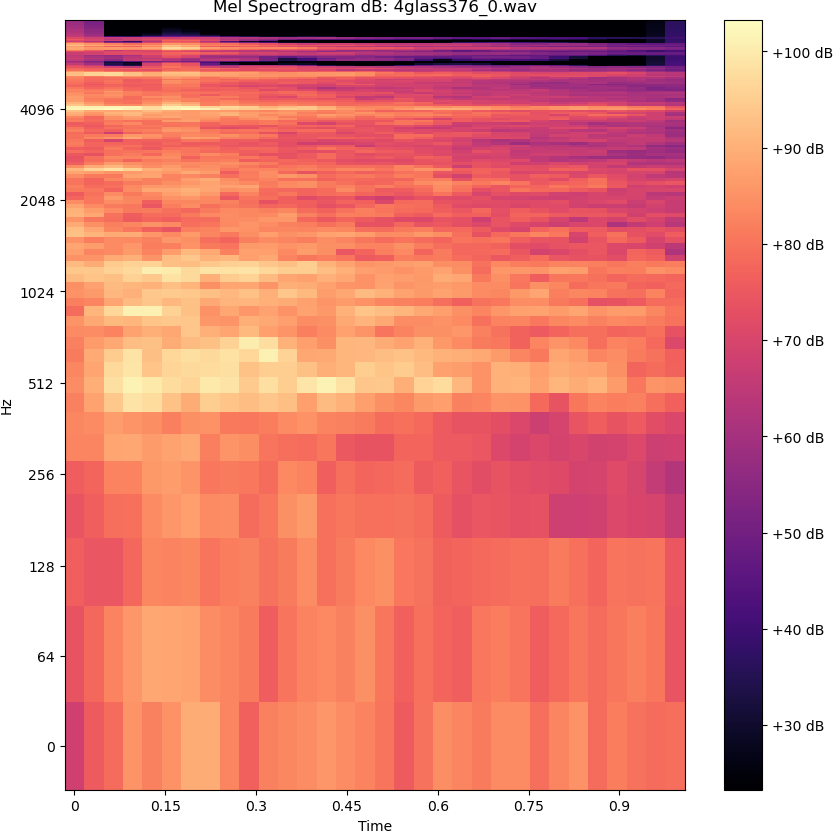 Mel Spectrogram dB: 4glass376_0.wav
Hz
4096
2048
1024
512
256
128
64
0
0 0.15 0.3 0.45 0.6 0.75 0.9
Time
+100 dB
+90 dB
+80 dB
+70 dB
+60 dB
+50 dB
+40 dB
+30 dB